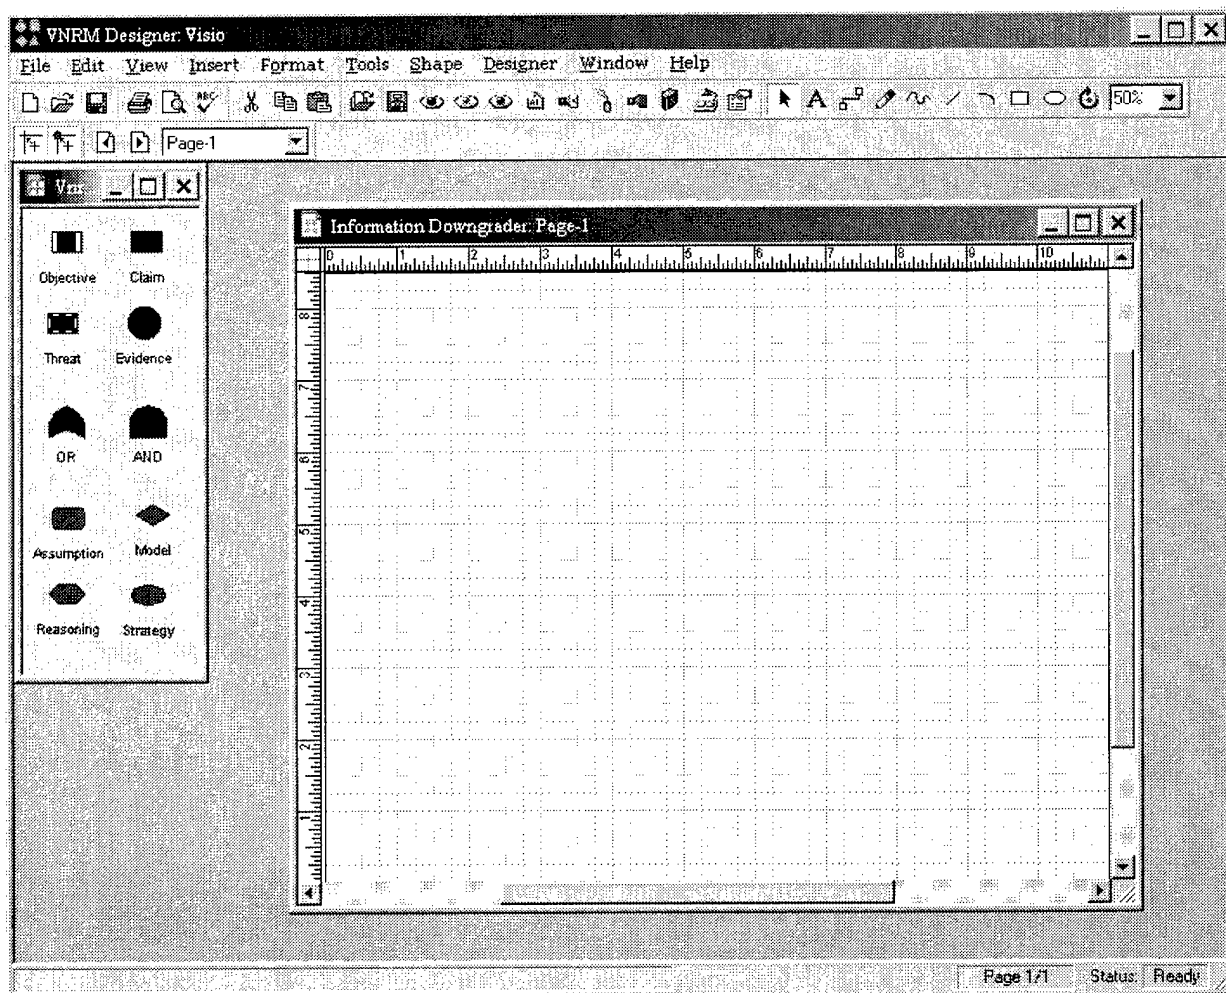 VNRM Designer: Visio
File Edit View Insert Format Tools Shape Designer Window Help
ABC
50%
Page-1
Information Downgrader: Page-1
0 1 2 3 4 5 6 7 8 9 10
Objective Claim
Threat Evidence
OR AND
Assumption Model
Reasoning Strategy
8
7
6
5
4
3
2
1
Page 1/1 Status: Ready